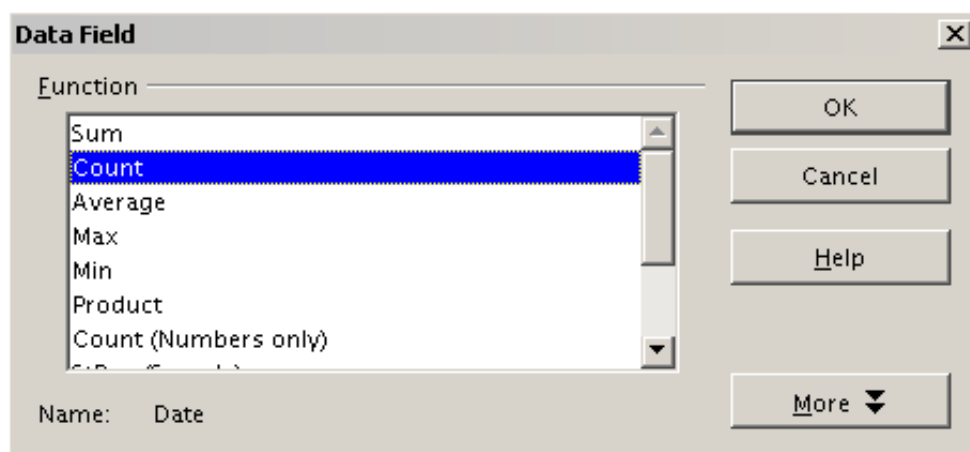 Data Field
Function
Sum
Count
Average
Max
Min
Product
Count (Numbers only)
Name: Date
OK
Cancel
Help
More